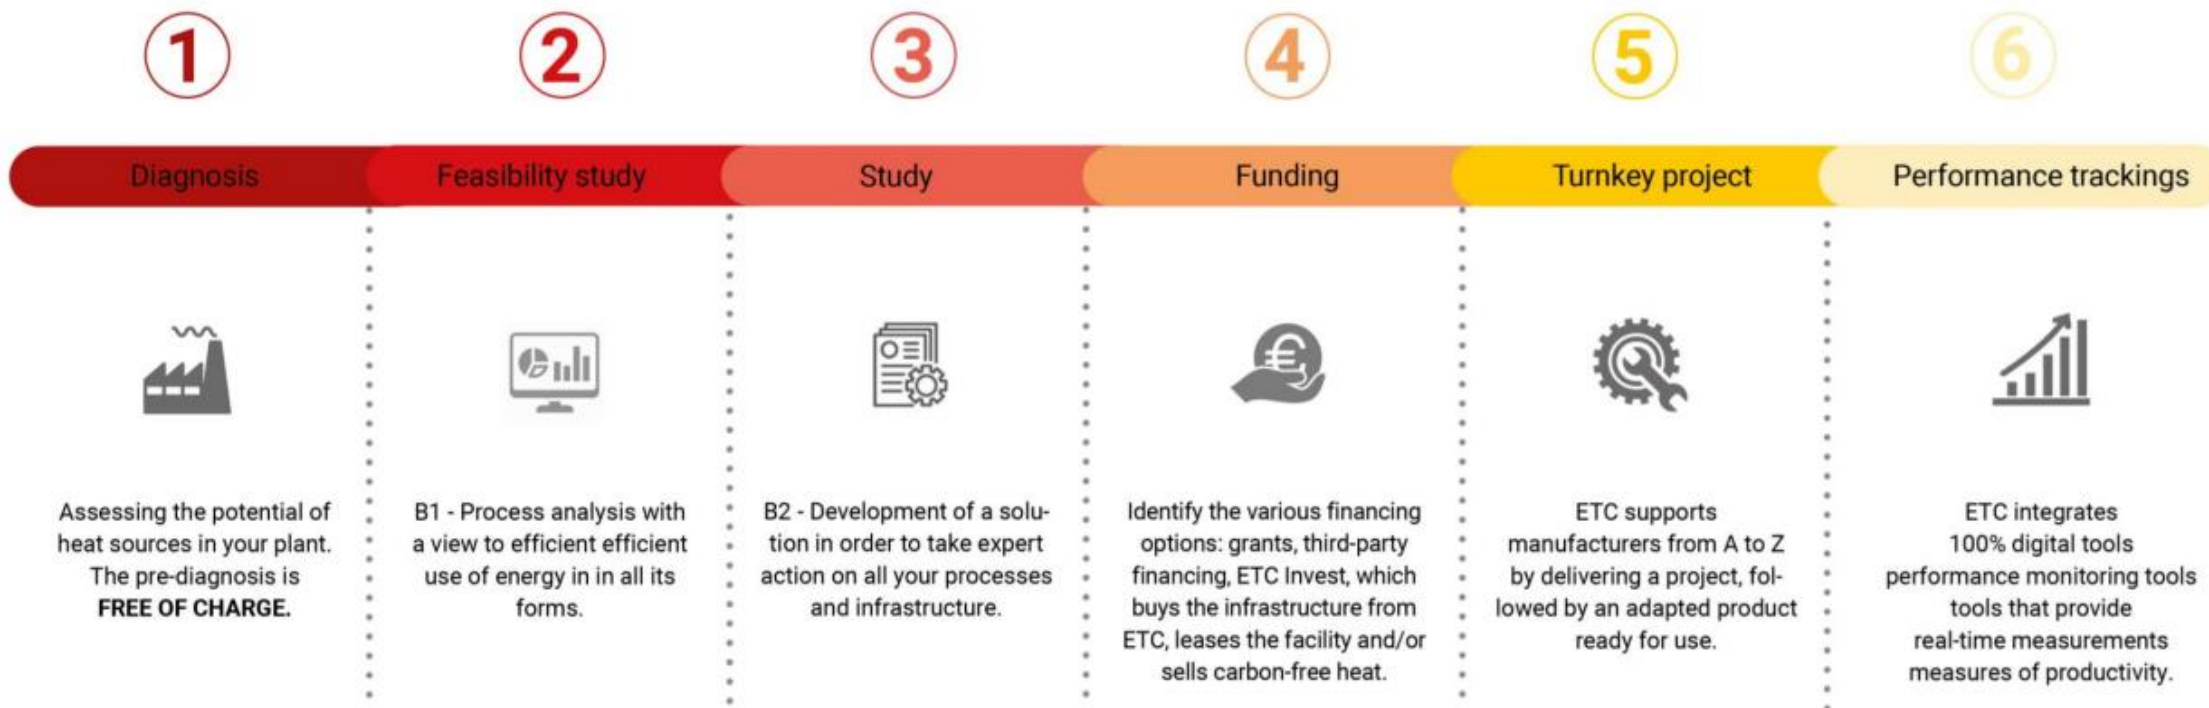 1
2
3
4
5
6
Diagnosis
Feasibility study
Study
Funding
Turnkey project
Performance trackings
Assessing the potential of
heat sources in your plant.
The pre-diagnosis is
FREE OF CHARGE.
B1 - Process analysis with
a view to efficient efficient
use of energy in in all its
forms.
B2 - Development of a solu-
tion in order to take expert
action on all your processes
and infrastructure.
Identify the various financing
options: grants, third-party
financing, ETC Invest, which
buys the infrastructure from
ETC, leases the facility and/or
sells carbon-free heat.
ETC supports
manufacturers from A to Z
by delivering a project, fol-
lowed by an adapted product
ready for use.
ETC integrates
100% digital tools
performance monitoring tools
tools that provide
real-time measurements
measures of productivity.